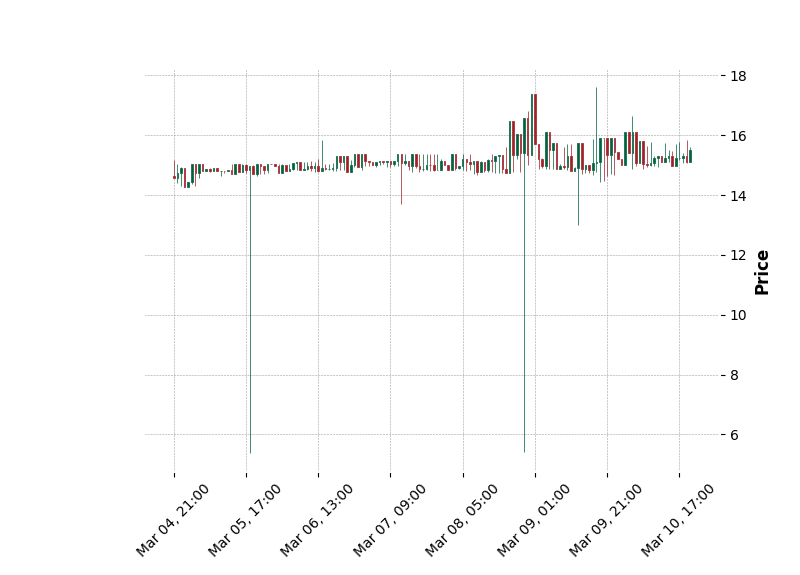 18
16
14
12
10
8
6
Price
Mar 04, 21:00
Mar 05, 17:00
Mar 06, 13:00
Mar 07, 09:00
Mar 08, 05:00
Mar 09, 01:00
Mar 09, 21:00
Mar 10, 17:00